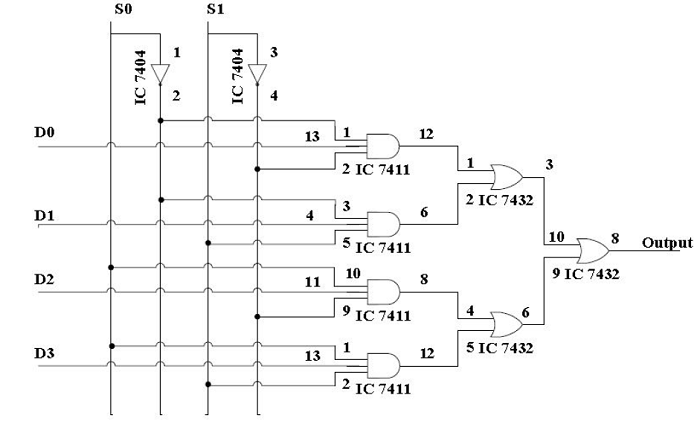 S0 S1
1 3
IC 7404 IC 7404
2 4
D0 13 1 12
2 IC 7411
1 3
2 IC 7432
D1 4 3 6
5 IC 7411
10 8 Output
9 IC 7432
D2 11 10 8
9 IC 7411
4 6
5 IC 7432
D3 13 1 12
2 IC 7411